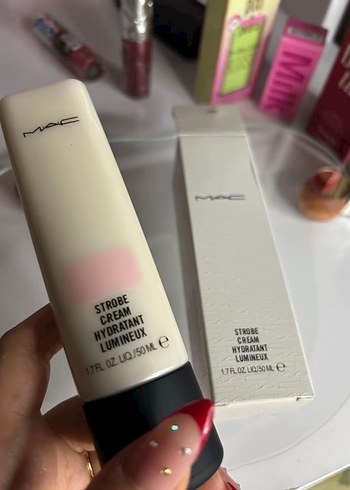 MAC
STROBE
CREAM
HYDRATANT
LUMINEUX
1.7 FL. OZ. LIQ./50 ML ℮
MAC
STROBE
CREAM
HYDRATANT
LUMINEUX
1.7 FL. OZ. LIQ./50 ML ℮